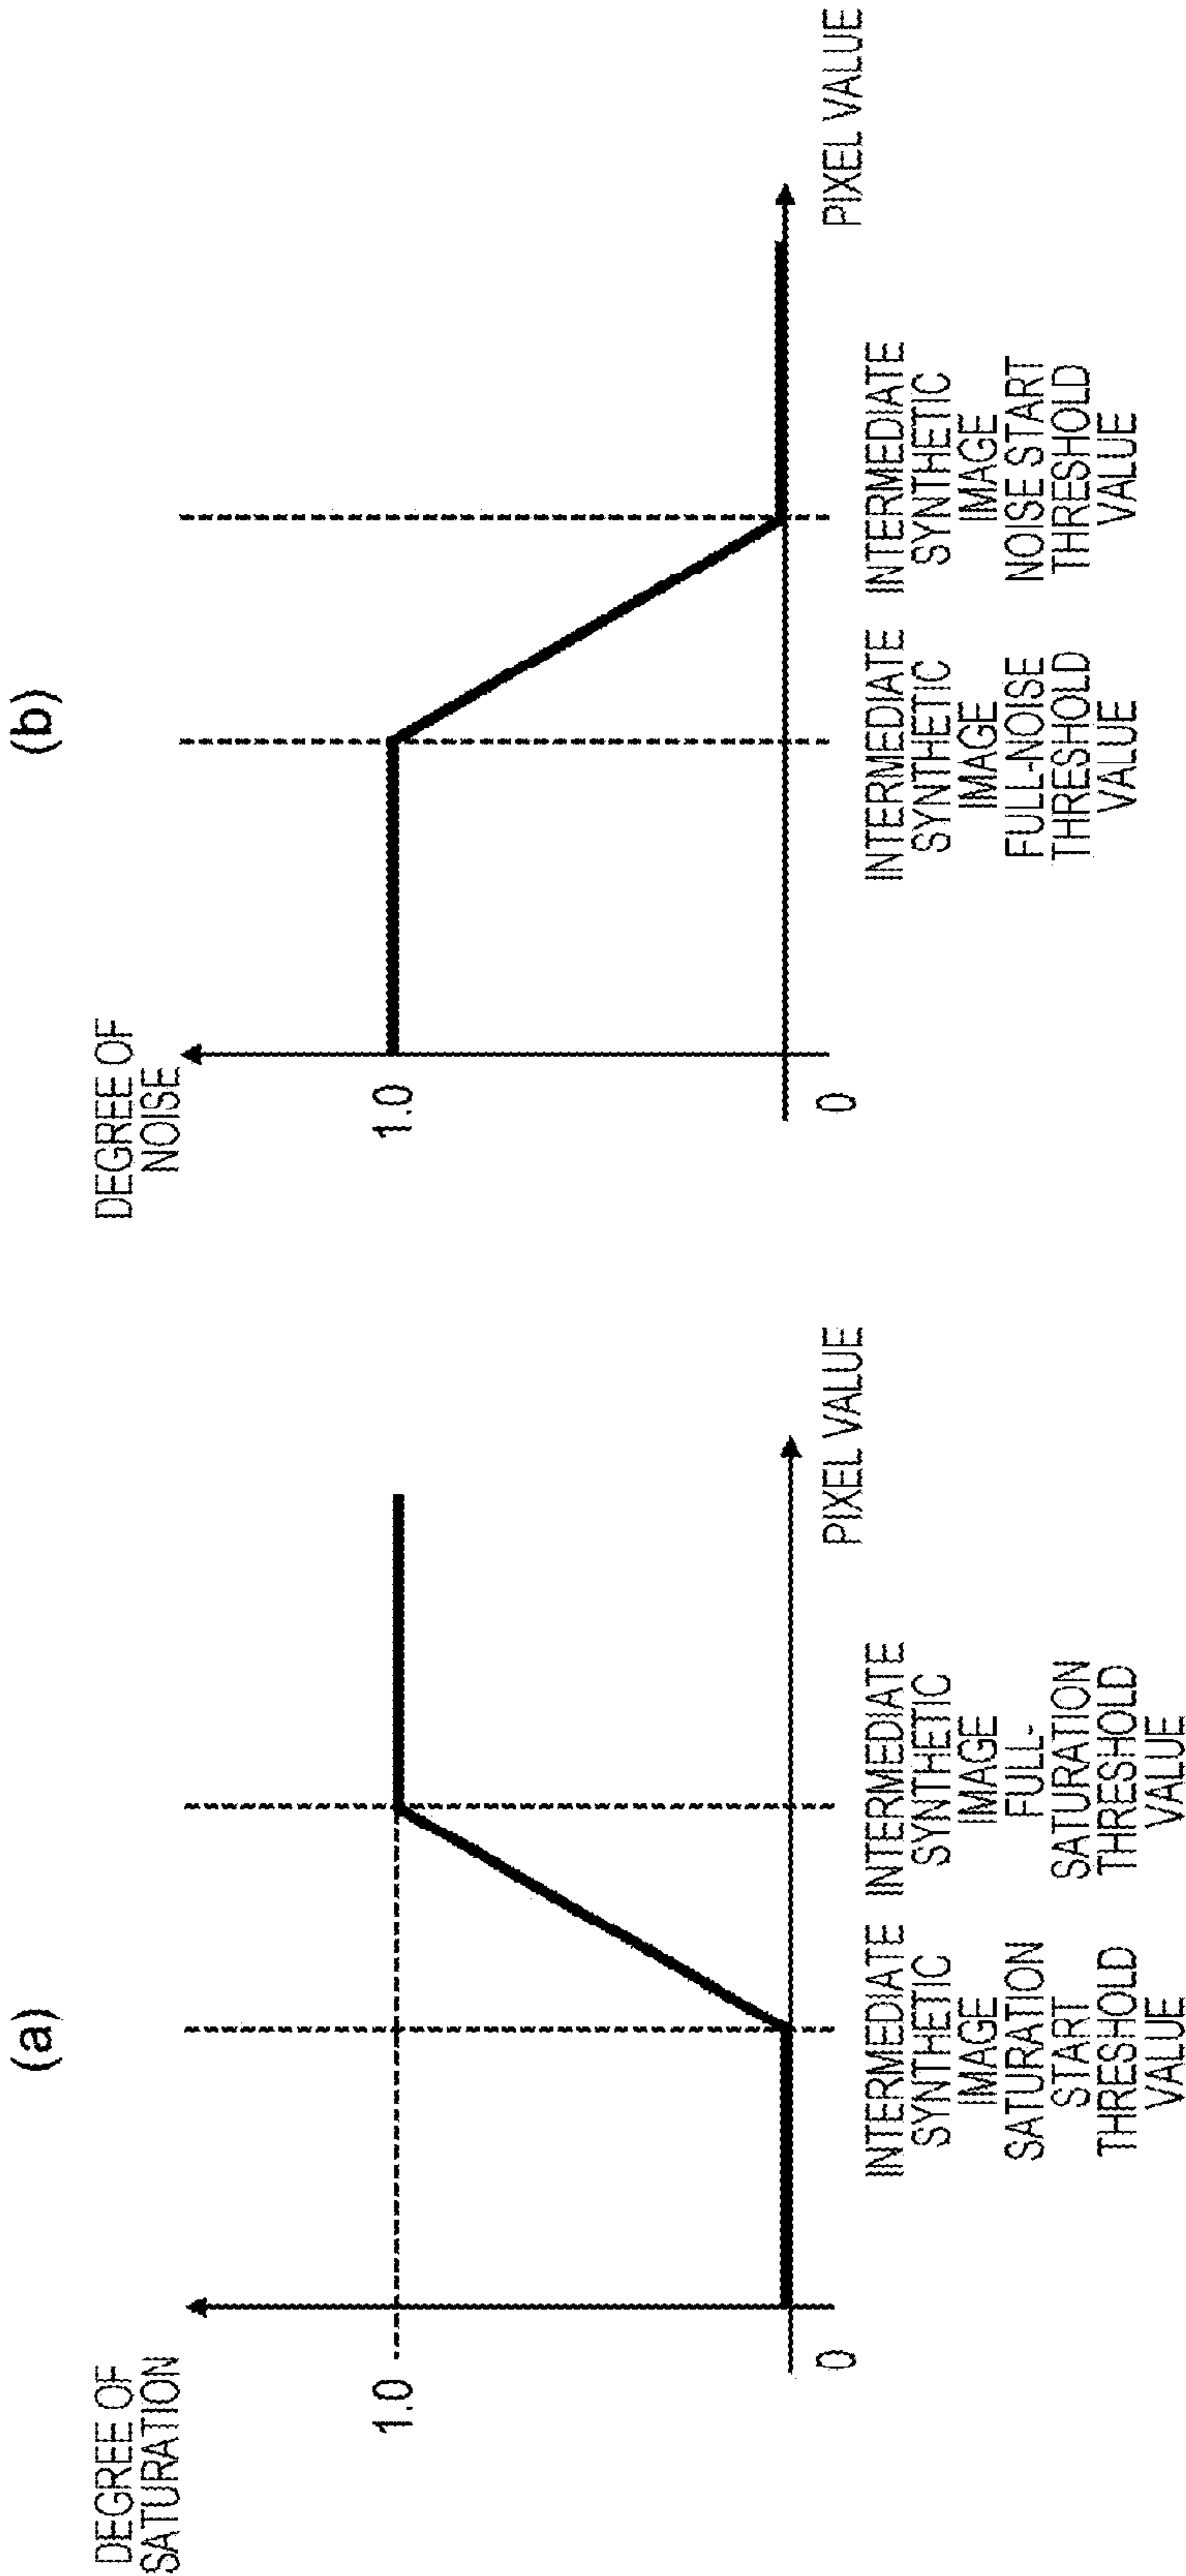 (a)
DEGREE OF
SATURATION
1.0
0
PIXEL VALUE
INTERMEDIATE
SYNTHETIC
IMAGE
SATURATION
START
THRESHOLD
VALUE
INTERMEDIATE
SYNTHETIC
IMAGE
FULL-
SATURATION
THRESHOLD
VALUE
(b)
DEGREE OF
NOISE
1.0
0
PIXEL VALUE
INTERMEDIATE
SYNTHETIC
IMAGE
FULL-NOISE
THRESHOLD
VALUE
INTERMEDIATE
SYNTHETIC
IMAGE
NOISE START
THRESHOLD
VALUE